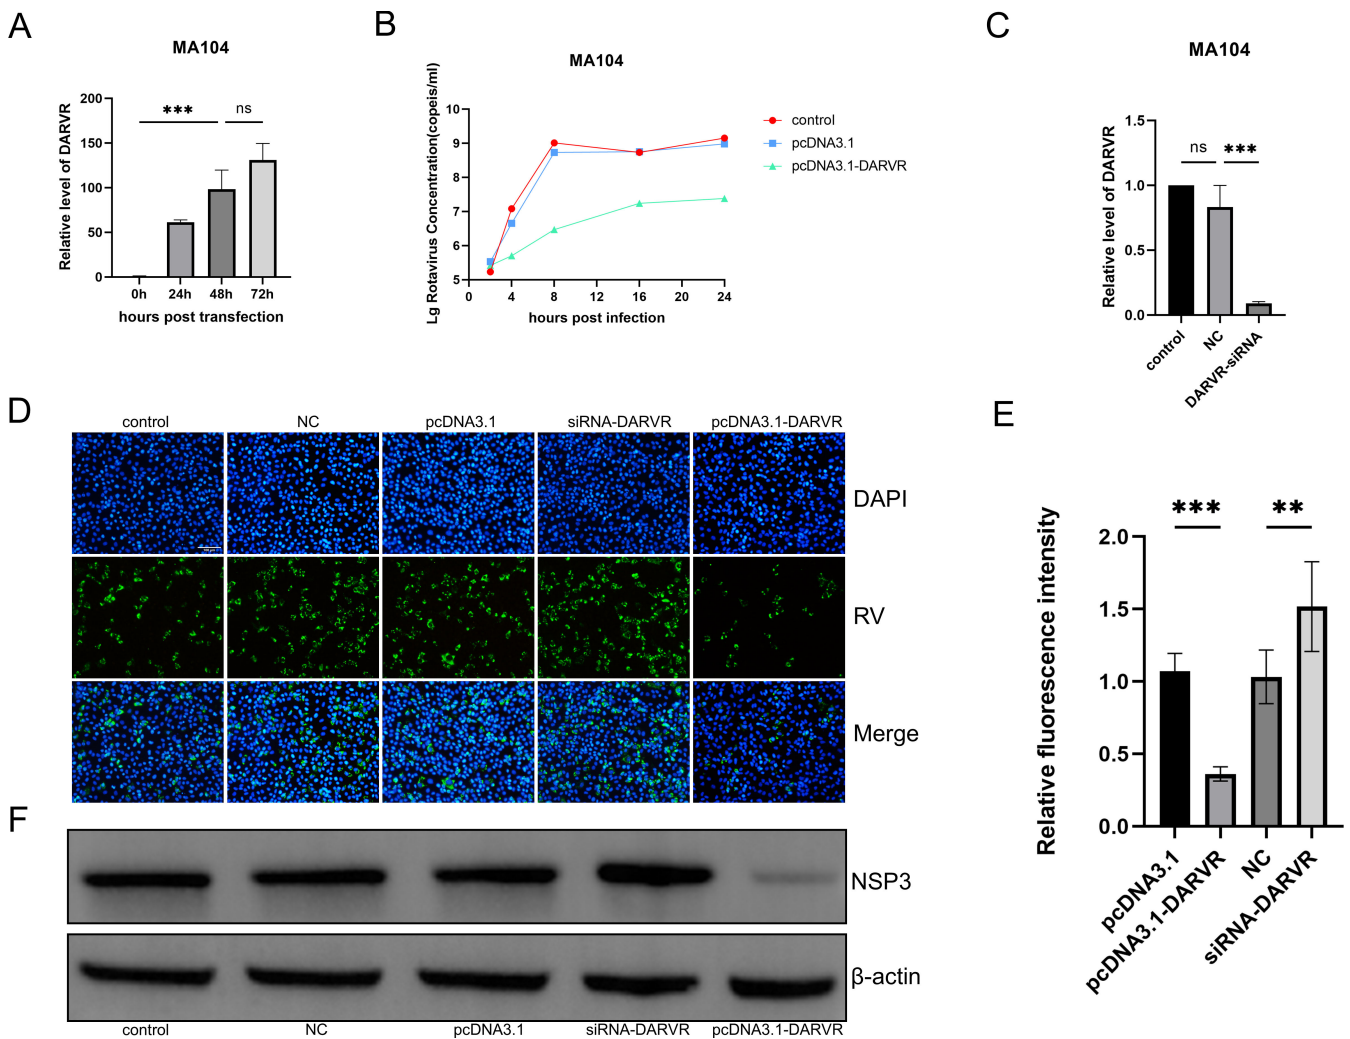 A
MA104
Relative level of DARVR
200
150
100
50
0
***
ns
0h 24h 48h 72h
hours post transfection
B
MA104
Lg Rotavirus Concentration(copeis/ml)
10
9
8
7
6
5
0 4 8 12 16 20 24
hours post infection
control
pcDNA3.1
pcDNA3.1-DARVR
C
MA104
Relative level of DARVR
1.5
1.0
0.5
0.0
ns ***
control
NC
DARVR-siRNA
D
control NC pcDNA3.1 siRNA-DARVR pcDNA3.1-DARVR
DAPI
RV
Merge
E
Relative fluorescence intensity
2.0
1.5
1.0
0.5
0.0
*** **
pcDNA3.1
pcDNA3.1-DARVR
NC
siRNA-DARVR
F
NSP3
β-actin
control NC pcDNA3.1 siRNA-DARVR pcDNA3.1-DARVR